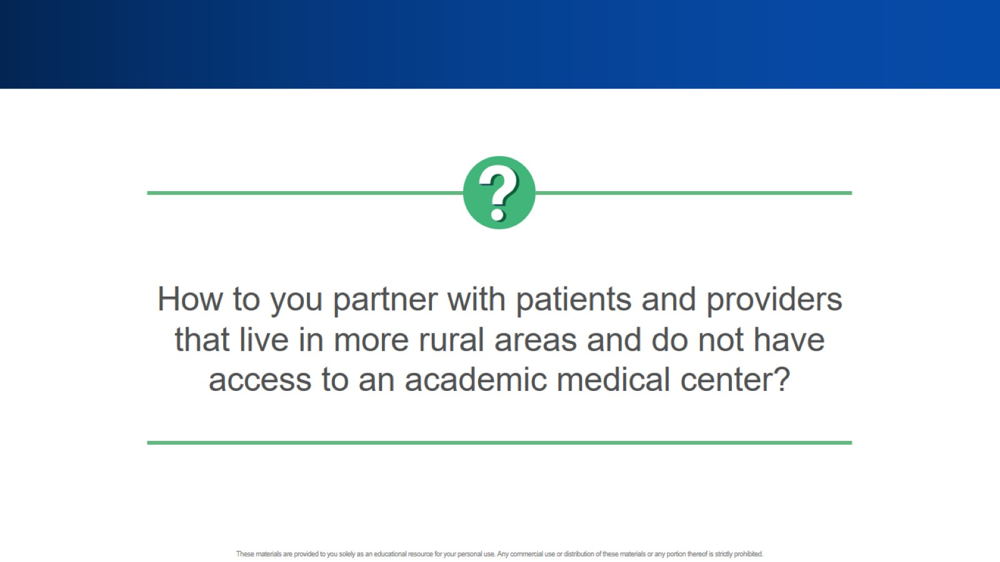 ?
How to you partner with patients and providers
that live in more rural areas and do not have
access to an academic medical center?
These materials are provided to you solely as an educational resource for your personal use. Any commercial use or distribution of these materials or any portion thereof is strictly prohibited.